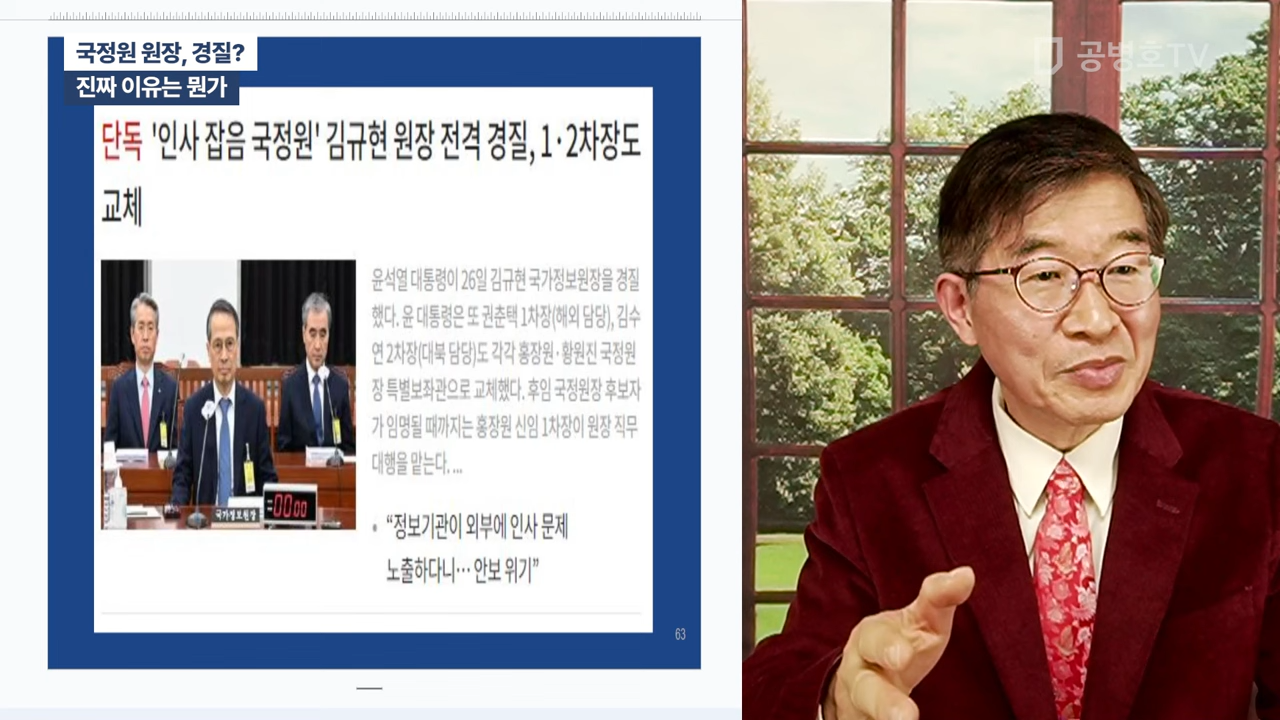 국정원 원장, 경질?
진짜 이유는 뭔가
단독 '인사 잡음 국정원' 김규현 원장 전격 경질, 1·2차장도
교체
윤석열 대통령이 26일 김규현 국가정보원장을 경질
했다. 윤 대통령은 또 권춘택 1차장(해외 담당), 김수
연 2차장(대북 담당)도 각각 홍장원·황원진 국정원
장 특별보좌관으로 교체했다. 후임 국정원장 후보자
가 임명될 때까지는 홍장원 신임 1차장이 원장 직무
대행을 맡는다. ...
• “정보기관이 외부에 인사 문제
노출하다니… 안보 위기”
국가정보원장
00:00
63
공병호TV